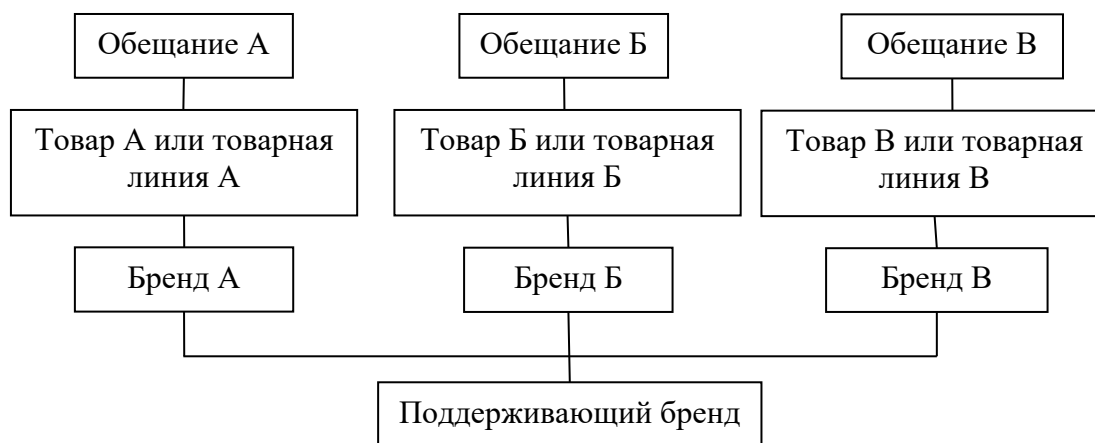 Обещание А
Обещание Б
Обещание В
Товар А или товарная
линия А
Товар Б или товарная
линия Б
Товар В или товарная
линия В
Бренд А
Бренд Б
Бренд В
Поддерживающий бренд